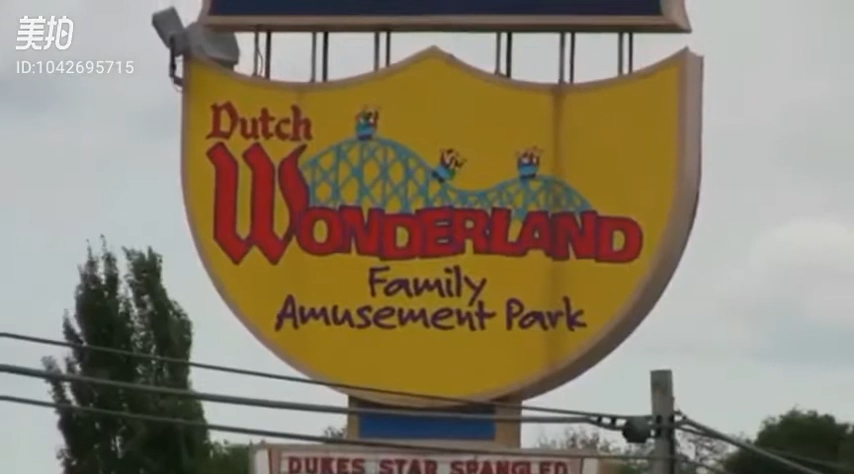 美拍
ID:1042695715
Dutch
WONDERLAND
Family
Amusement Park
DUKES STAR SPANGLED